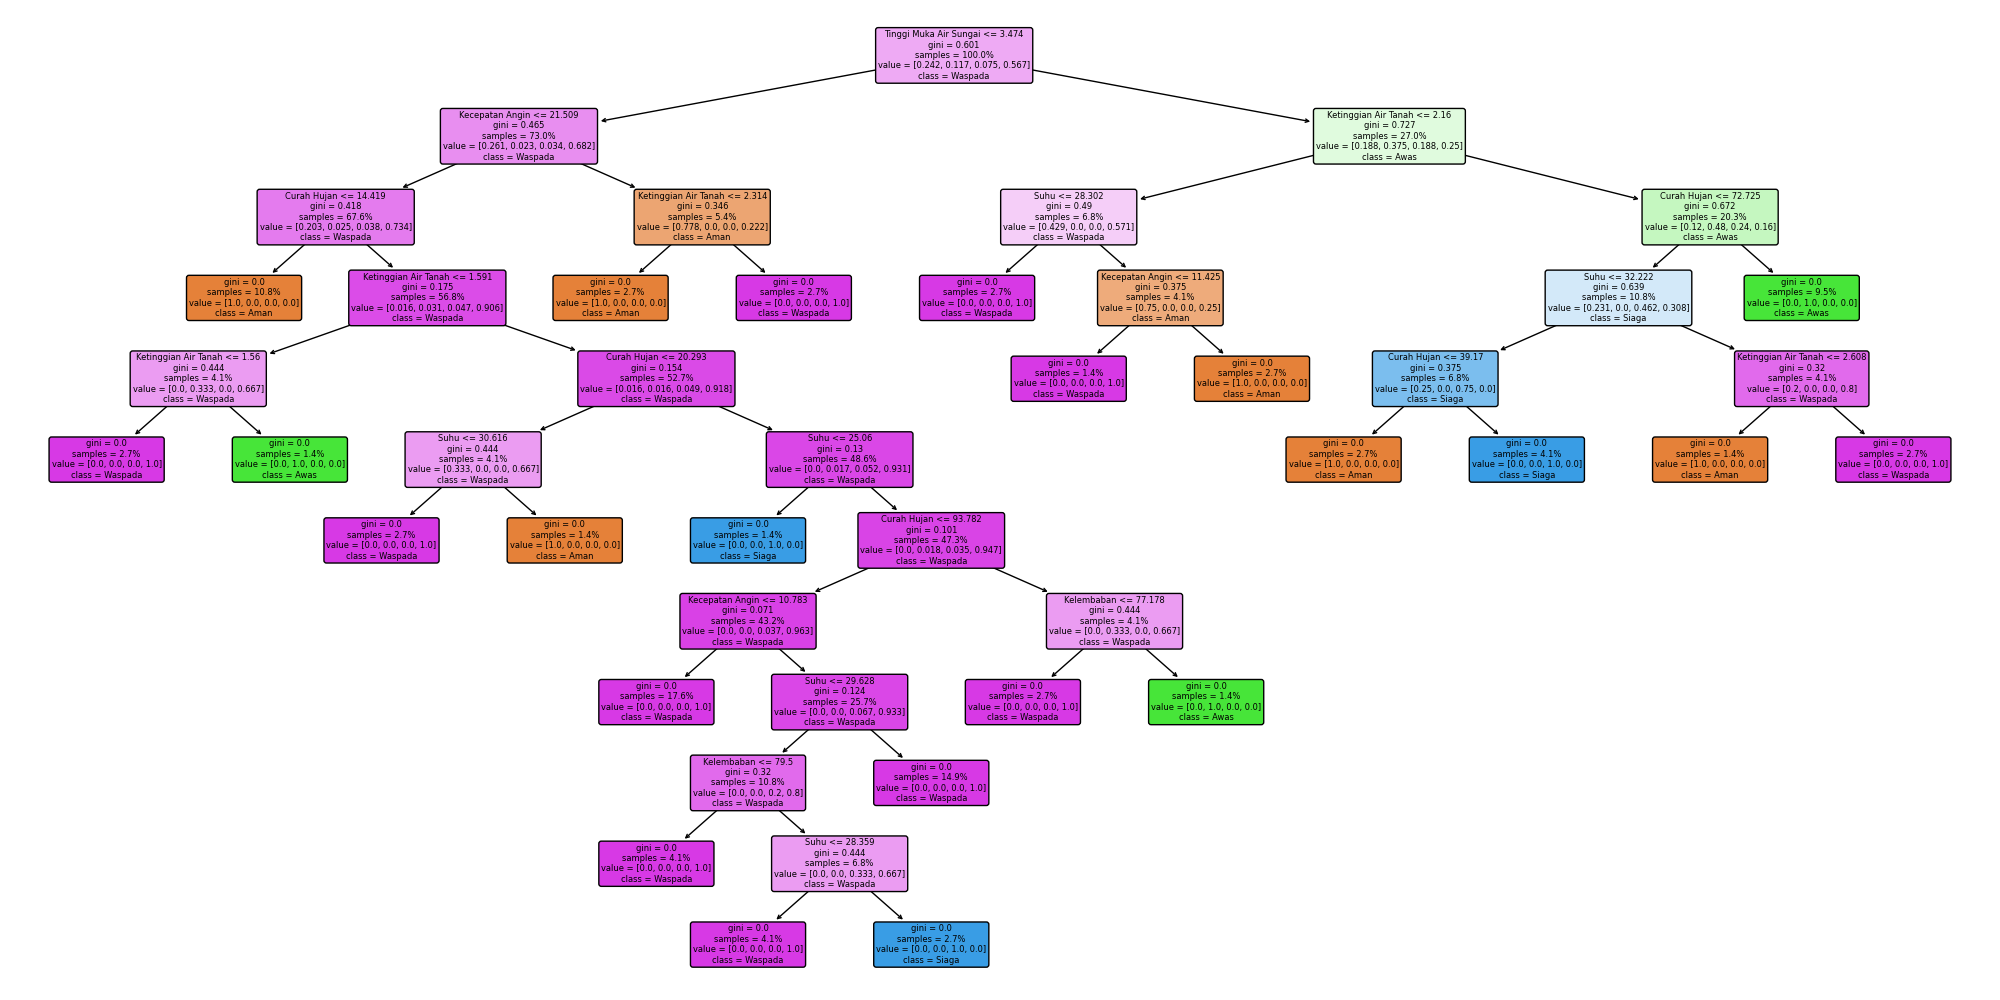 Tinggi Muka Air Sungai <= 3.474
gini = 0.601
samples = 100.0%
value = [0.242, 0.117, 0.075, 0.567]
class = Waspada
Kecepatan Angin <= 21.509
gini = 0.465
samples = 73.0%
value = [0.261, 0.023, 0.034, 0.682]
class = Waspada
Ketinggian Air Tanah <= 2.16
gini = 0.727
samples = 27.0%
value = [0.188, 0.375, 0.188, 0.25]
class = Awas
Curah Hujan <= 14.419
gini = 0.418
samples = 67.6%
value = [0.203, 0.025, 0.038, 0.734]
class = Waspada
Ketinggian Air Tanah <= 2.314
gini = 0.346
samples = 5.4%
value = [0.778, 0.0, 0.0, 0.222]
class = Aman
Suhu <= 28.302
gini = 0.49
samples = 6.8%
value = [0.429, 0.0, 0.0, 0.571]
class = Waspada
Curah Hujan <= 72.725
gini = 0.672
samples = 20.3%
value = [0.12, 0.48, 0.24, 0.16]
class = Awas
gini = 0.0
samples = 10.8%
value = [1.0, 0.0, 0.0, 0.0]
class = Aman
Ketinggian Air Tanah <= 1.591
gini = 0.175
samples = 56.8%
value = [0.016, 0.031, 0.047, 0.906]
class = Waspada
gini = 0.0
samples = 2.7%
value = [1.0, 0.0, 0.0, 0.0]
class = Aman
gini = 0.0
samples = 2.7%
value = [0.0, 0.0, 0.0, 1.0]
class = Waspada
gini = 0.0
samples = 2.7%
value = [0.0, 0.0, 0.0, 1.0]
class = Waspada
Kecepatan Angin <= 11.425
gini = 0.375
samples = 4.1%
value = [0.75, 0.0, 0.0, 0.25]
class = Aman
Suhu <= 32.222
gini = 0.639
samples = 10.8%
value = [0.231, 0.0, 0.462, 0.308]
class = Siaga
gini = 0.0
samples = 9.5%
value = [0.0, 1.0, 0.0, 0.0]
class = Awas
Ketinggian Air Tanah <= 1.56
gini = 0.444
samples = 4.1%
value = [0.0, 0.333, 0.0, 0.667]
class = Waspada
Curah Hujan <= 20.293
gini = 0.154
samples = 52.7%
value = [0.016, 0.016, 0.049, 0.918]
class = Waspada
gini = 0.0
samples = 1.4%
value = [0.0, 0.0, 0.0, 1.0]
class = Waspada
gini = 0.0
samples = 2.7%
value = [1.0, 0.0, 0.0, 0.0]
class = Aman
Curah Hujan <= 39.17
gini = 0.375
samples = 6.8%
value = [0.25, 0.0, 0.75, 0.0]
class = Siaga
Ketinggian Air Tanah <= 2.608
gini = 0.32
samples = 4.1%
value = [0.2, 0.0, 0.0, 0.8]
class = Waspada
gini = 0.0
samples = 2.7%
value = [0.0, 0.0, 0.0, 1.0]
class = Waspada
gini = 0.0
samples = 1.4%
value = [0.0, 1.0, 0.0, 0.0]
class = Awas
Suhu <= 30.616
gini = 0.444
samples = 4.1%
value = [0.333, 0.0, 0.0, 0.667]
class = Waspada
Suhu <= 25.06
gini = 0.13
samples = 48.6%
value = [0.0, 0.017, 0.052, 0.931]
class = Waspada
gini = 0.0
samples = 2.7%
value = [1.0, 0.0, 0.0, 0.0]
class = Aman
gini = 0.0
samples = 4.1%
value = [0.0, 0.0, 1.0, 0.0]
class = Siaga
gini = 0.0
samples = 1.4%
value = [1.0, 0.0, 0.0, 0.0]
class = Aman
gini = 0.0
samples = 2.7%
value = [0.0, 0.0, 0.0, 1.0]
class = Waspada
gini = 0.0
samples = 2.7%
value = [0.0, 0.0, 0.0, 1.0]
class = Waspada
gini = 0.0
samples = 1.4%
value = [1.0, 0.0, 0.0, 0.0]
class = Aman
gini = 0.0
samples = 1.4%
value = [0.0, 0.0, 1.0, 0.0]
class = Siaga
Curah Hujan <= 93.782
gini = 0.101
samples = 47.3%
value = [0.0, 0.018, 0.035, 0.947]
class = Waspada
Kecepatan Angin <= 10.783
gini = 0.071
samples = 43.2%
value = [0.0, 0.0, 0.037, 0.963]
class = Waspada
Kelembaban <= 77.178
gini = 0.444
samples = 4.1%
value = [0.0, 0.333, 0.0, 0.667]
class = Waspada
gini = 0.0
samples = 17.6%
value = [0.0, 0.0, 0.0, 1.0]
class = Waspada
Suhu <= 29.628
gini = 0.124
samples = 25.7%
value = [0.0, 0.0, 0.067, 0.933]
class = Waspada
gini = 0.0
samples = 2.7%
value = [0.0, 0.0, 0.0, 1.0]
class = Waspada
gini = 0.0
samples = 1.4%
value = [0.0, 1.0, 0.0, 0.0]
class = Awas
Kelembaban <= 79.5
gini = 0.32
samples = 10.8%
value = [0.0, 0.0, 0.2, 0.8]
class = Waspada
gini = 0.0
samples = 14.9%
value = [0.0, 0.0, 0.0, 1.0]
class = Waspada
gini = 0.0
samples = 4.1%
value = [0.0, 0.0, 0.0, 1.0]
class = Waspada
Suhu <= 28.359
gini = 0.444
samples = 6.8%
value = [0.0, 0.0, 0.333, 0.667]
class = Waspada
gini = 0.0
samples = 4.1%
value = [0.0, 0.0, 0.0, 1.0]
class = Waspada
gini = 0.0
samples = 2.7%
value = [0.0, 0.0, 1.0, 0.0]
class = Siaga